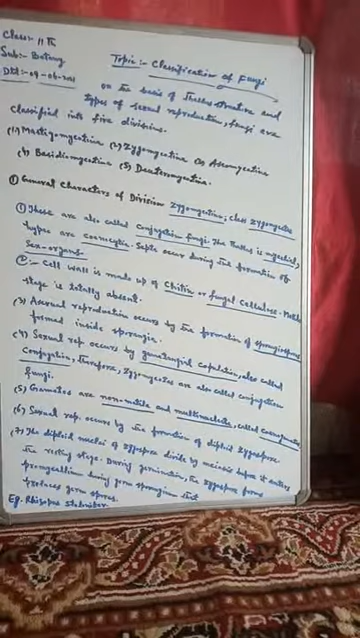 Class:- 11th
Sub:- Botany
Dtd:- 09-06-2021
Topic:- Classification of Fungi
on the basis of Thallus structure and
types of sexual reproduction, fungi are
classified into five divisions.
(1) Mastigomycotina (2) Zygomycotina (3) Ascomycotina
(4) Basidiomycotina (5) Deuteromycotina.
① General Characters of Division Zygomycotina, class Zygomycetes
① These are also called Conjugation fungi. The thallus is mycelial,
hyphae are coenocytic. Septa occur during the formation of
Sex-organs.
②:- Cell wall is made up of Chitin or fungal Cellulose. Motile
stage is totally absent.
(3) Asexual reproduction occurs by the formation of sporangiospores
formed inside sporangia.
(4) Sexual rep. occurs by gametangial copulation, also called
Conjugation, therefore, Zygomycetes are also called conjugation
fungi.
(5) Gametes are non-motile and multinucleate, called
(6) Sexual rep. occurs by the formation of diploid zygospore
(7) The diploid nuclei of zygospore divide by meiosis before it enters
the resting stage. During germination, the zygospore forms
promycelium during germ sporangium that
produces germ spores.
Eg. Rhizopus stolonifer